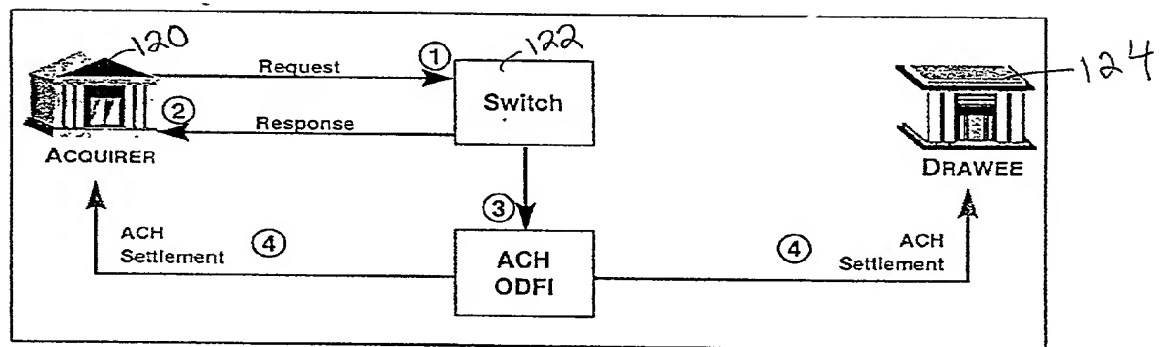 120
122
124
①
Request
Switch
②
Response
ACQUIRER
DRAWEE
③
ACH
Settlement
④
ACH
ODFI
④
ACH
Settlement